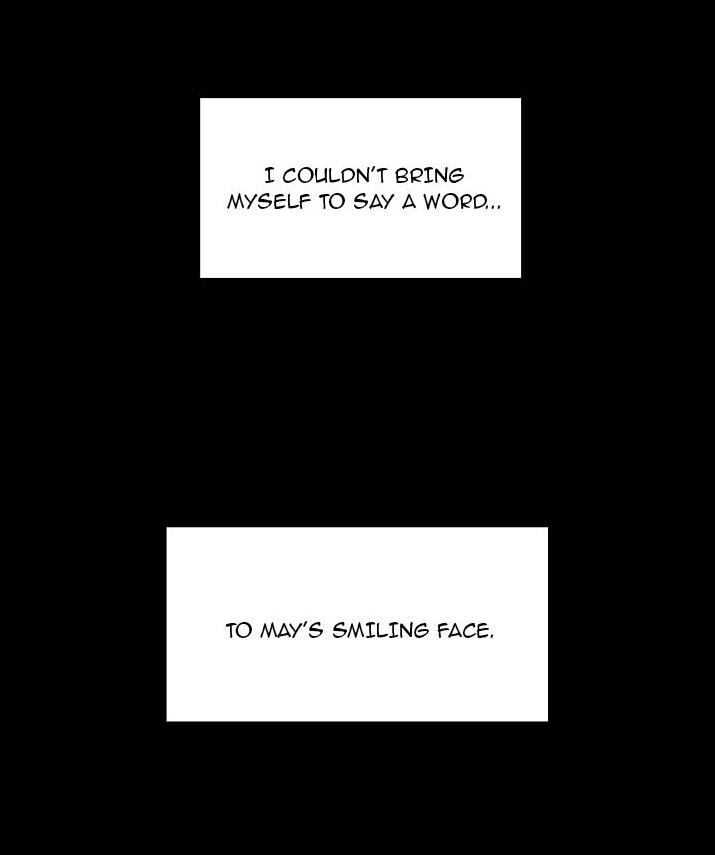 I COULDN'T BRING
MYSELF TO SAY A WORD...
TO MAY'S SMILING FACE.